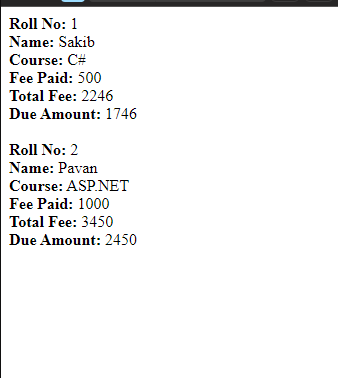 Roll No: 1
Name: Sakib
Course: C#
Fee Paid: 500
Total Fee: 2246
Due Amount: 1746
Roll No: 2
Name: Pavan
Course: ASP.NET
Fee Paid: 1000
Total Fee: 3450
Due Amount: 2450